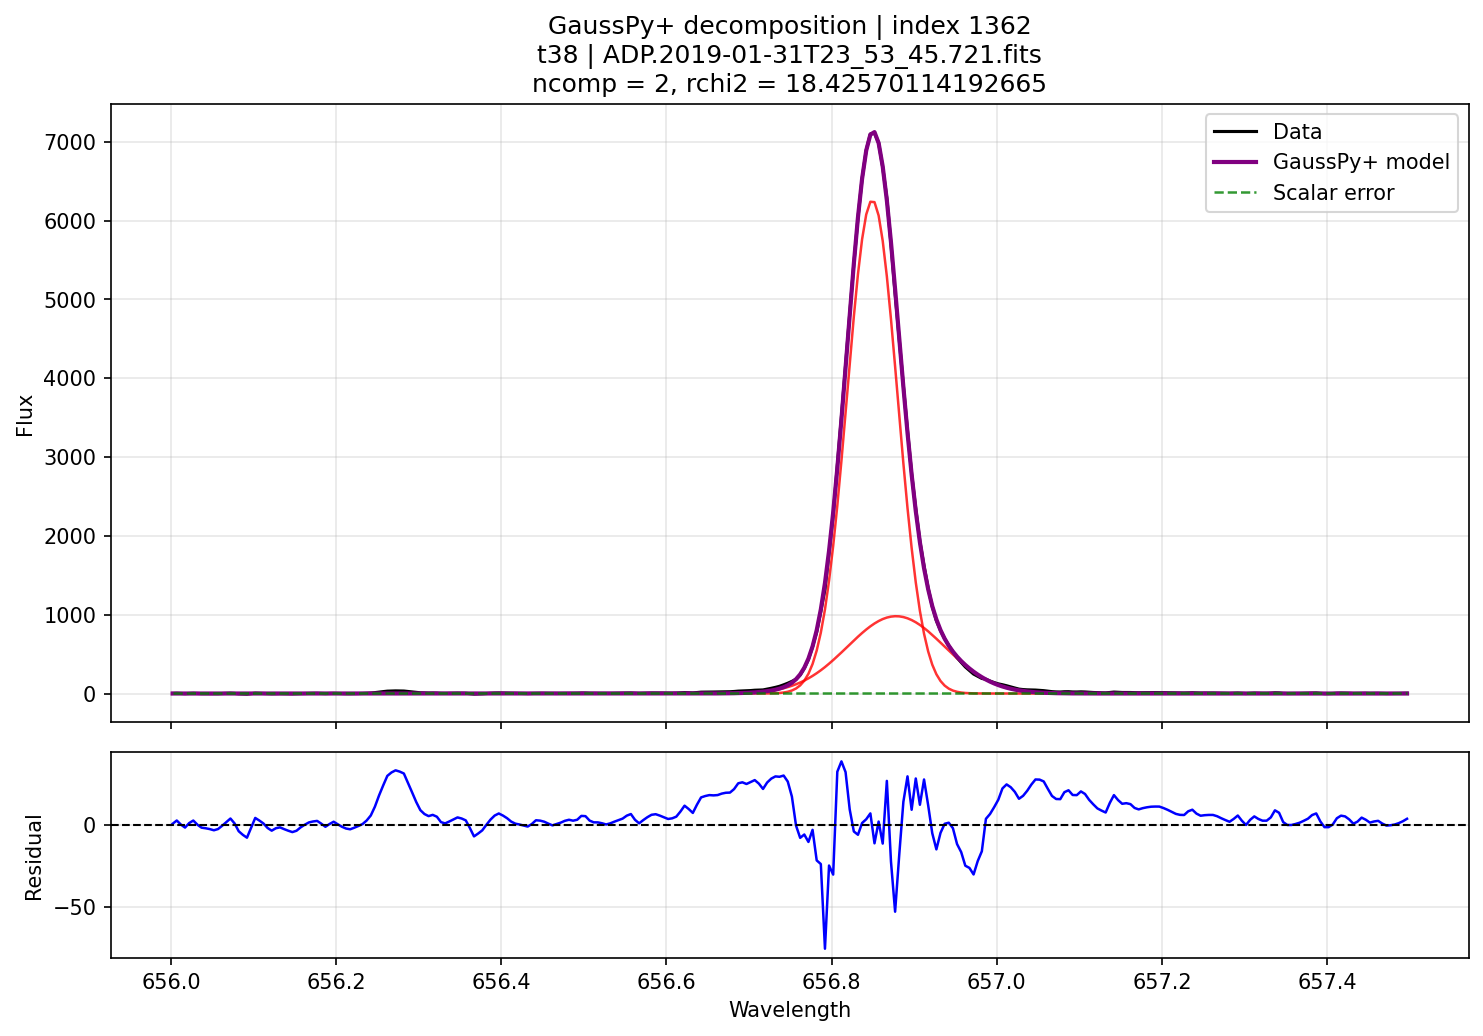 GaussPy+ decomposition | index 1362
t38 | ADP.2019-01-31T23_53_45.721.fits
ncomp = 2, rchi2 = 18.42570114192665
Data
GaussPy+ model
Scalar error
Flux
7000
6000
5000
4000
3000
2000
1000
0
Residual
0
−50
656.0
656.2
656.4
656.6
656.8
657.0
657.2
657.4
Wavelength